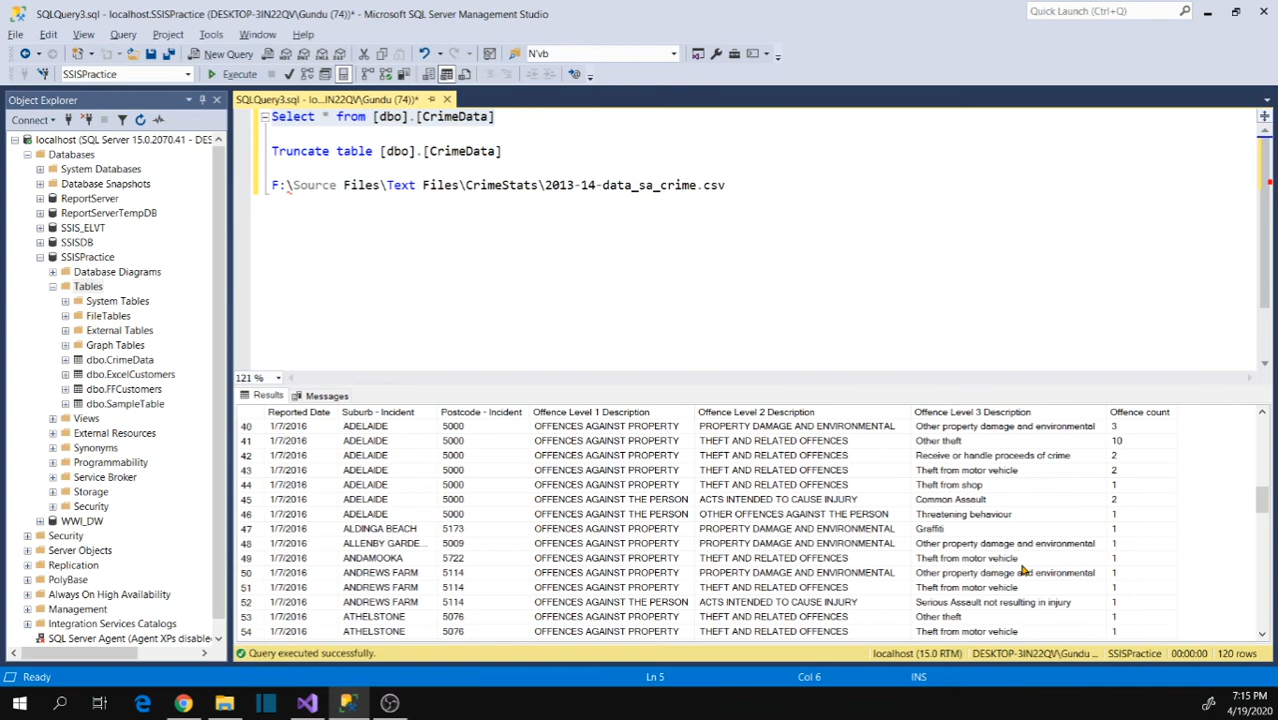 SQLQuery3.sql - localhost.SSISPractice (DESKTOP-3IN22QV\Gundu (74))* - Microsoft SQL Server Management Studio
Quick Launch (Ctrl+Q)
File Edit View Query Project Tools Window Help
New Query N'vb
SSISPractice Execute
Object Explorer
SQLQuery3.sql - lo...IN22QV\Gundu (74))*
Connect
localhost (SQL Server 15.0.2070.41 - DES
Databases
System Databases
Database Snapshots
ReportServer
ReportServerTempDB
SSIS_ELVT
SSISDB
SSISPractice
Database Diagrams
Tables
System Tables
FileTables
External Tables
Graph Tables
dbo.CrimeData
dbo.ExcelCustomers
dbo.FFCustomers
dbo.SampleTable
Views
External Resources
Synonyms
Programmability
Service Broker
Storage
Security
WWI_DW
Security
Server Objects
Replication
PolyBase
Always On High Availability
Management
Integration Services Catalogs
SQL Server Agent (Agent XPs disable
Select * from [dbo].[CrimeData]
Truncate table [dbo].[CrimeData]
F:\Source Files\Text Files\CrimeStats\2013-14-data_sa_crime.csv
121 %
Results Messages
Reported Date Suburb - Incident Postcode - Incident Offence Level 1 Description Offence Level 2 Description Offence Level 3 Description Offence count
40 1/7/2016 ADELAIDE 5000 OFFENCES AGAINST PROPERTY PROPERTY DAMAGE AND ENVIRONMENTAL Other property damage and environmental 3
41 1/7/2016 ADELAIDE 5000 OFFENCES AGAINST PROPERTY THEFT AND RELATED OFFENCES Other theft 10
42 1/7/2016 ADELAIDE 5000 OFFENCES AGAINST PROPERTY THEFT AND RELATED OFFENCES Receive or handle proceeds of crime 2
43 1/7/2016 ADELAIDE 5000 OFFENCES AGAINST PROPERTY THEFT AND RELATED OFFENCES Theft from motor vehicle 2
44 1/7/2016 ADELAIDE 5000 OFFENCES AGAINST PROPERTY THEFT AND RELATED OFFENCES Theft from shop 1
45 1/7/2016 ADELAIDE 5000 OFFENCES AGAINST THE PERSON ACTS INTENDED TO CAUSE INJURY Common Assault 2
46 1/7/2016 ADELAIDE 5000 OFFENCES AGAINST THE PERSON OTHER OFFENCES AGAINST THE PERSON Threatening behaviour 1
47 1/7/2016 ALDINGA BEACH 5173 OFFENCES AGAINST PROPERTY PROPERTY DAMAGE AND ENVIRONMENTAL Graffiti 1
48 1/7/2016 ALLENBY GARDE... 5009 OFFENCES AGAINST PROPERTY PROPERTY DAMAGE AND ENVIRONMENTAL Other property damage and environmental 1
49 1/7/2016 ANDAMOOKA 5722 OFFENCES AGAINST PROPERTY THEFT AND RELATED OFFENCES Theft from motor vehicle 1
50 1/7/2016 ANDREWS FARM 5114 OFFENCES AGAINST PROPERTY PROPERTY DAMAGE AND ENVIRONMENTAL Other property damage and environmental 1
51 1/7/2016 ANDREWS FARM 5114 OFFENCES AGAINST PROPERTY THEFT AND RELATED OFFENCES Theft from motor vehicle 1
52 1/7/2016 ANDREWS FARM 5114 OFFENCES AGAINST THE PERSON ACTS INTENDED TO CAUSE INJURY Serious Assault not resulting in injury 1
53 1/7/2016 ATHELSTONE 5076 OFFENCES AGAINST PROPERTY THEFT AND RELATED OFFENCES Other theft 1
54 1/7/2016 ATHELSTONE 5076 OFFENCES AGAINST PROPERTY THEFT AND RELATED OFFENCES Theft from motor vehicle 1
Query executed successfully. localhost (15.0 RTM) DESKTOP-3IN22QV\Gundu ... SSISPractice 00:00:00 120 rows
Ready Ln 5 Col 6 INS
7:15 PM
4/19/2020